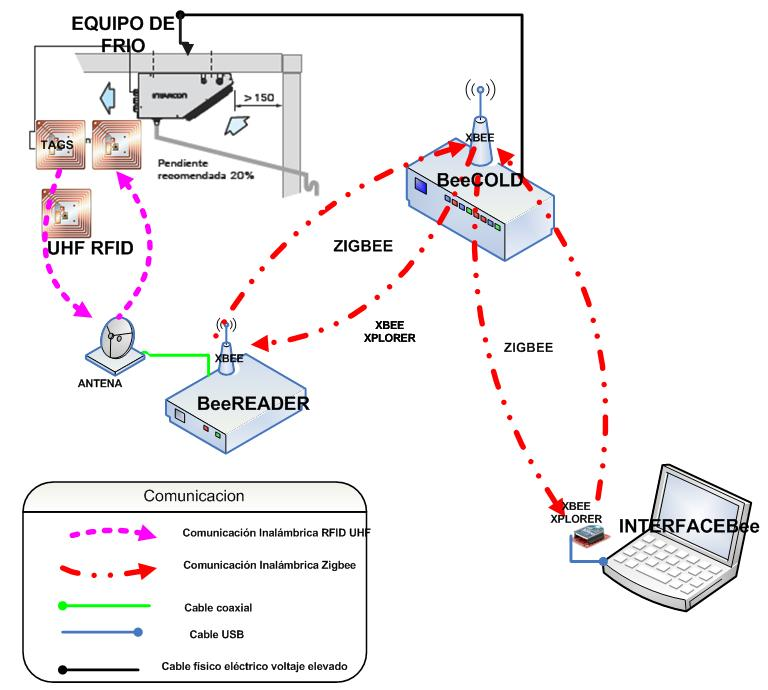 EQUIPO DE
FRIO
INTARCON
> 150
TAGS
Pendiente
recomendada 20%
UHF RFID
XBEE
BeeCOLD
ZIGBEE
XBEE
XPLORER
ZIGBEE
ANTENA
XBEE
BeeREADER
XBEE
XPLORER
INTERFACEBee
Comunicacion
Comunicación Inalámbrica RFID UHF
Comunicación Inalámbrica Zigbee
Cable coaxial
Cable USB
Cable físico eléctrico voltaje elevado